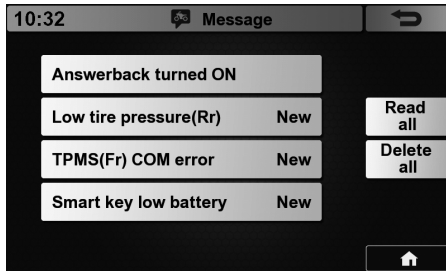 10:32 Message
Answerback turned ON
Low tire pressure(Rr) New
TPMS(Fr) COM error New
Smart key low battery New
Read
all
Delete
all